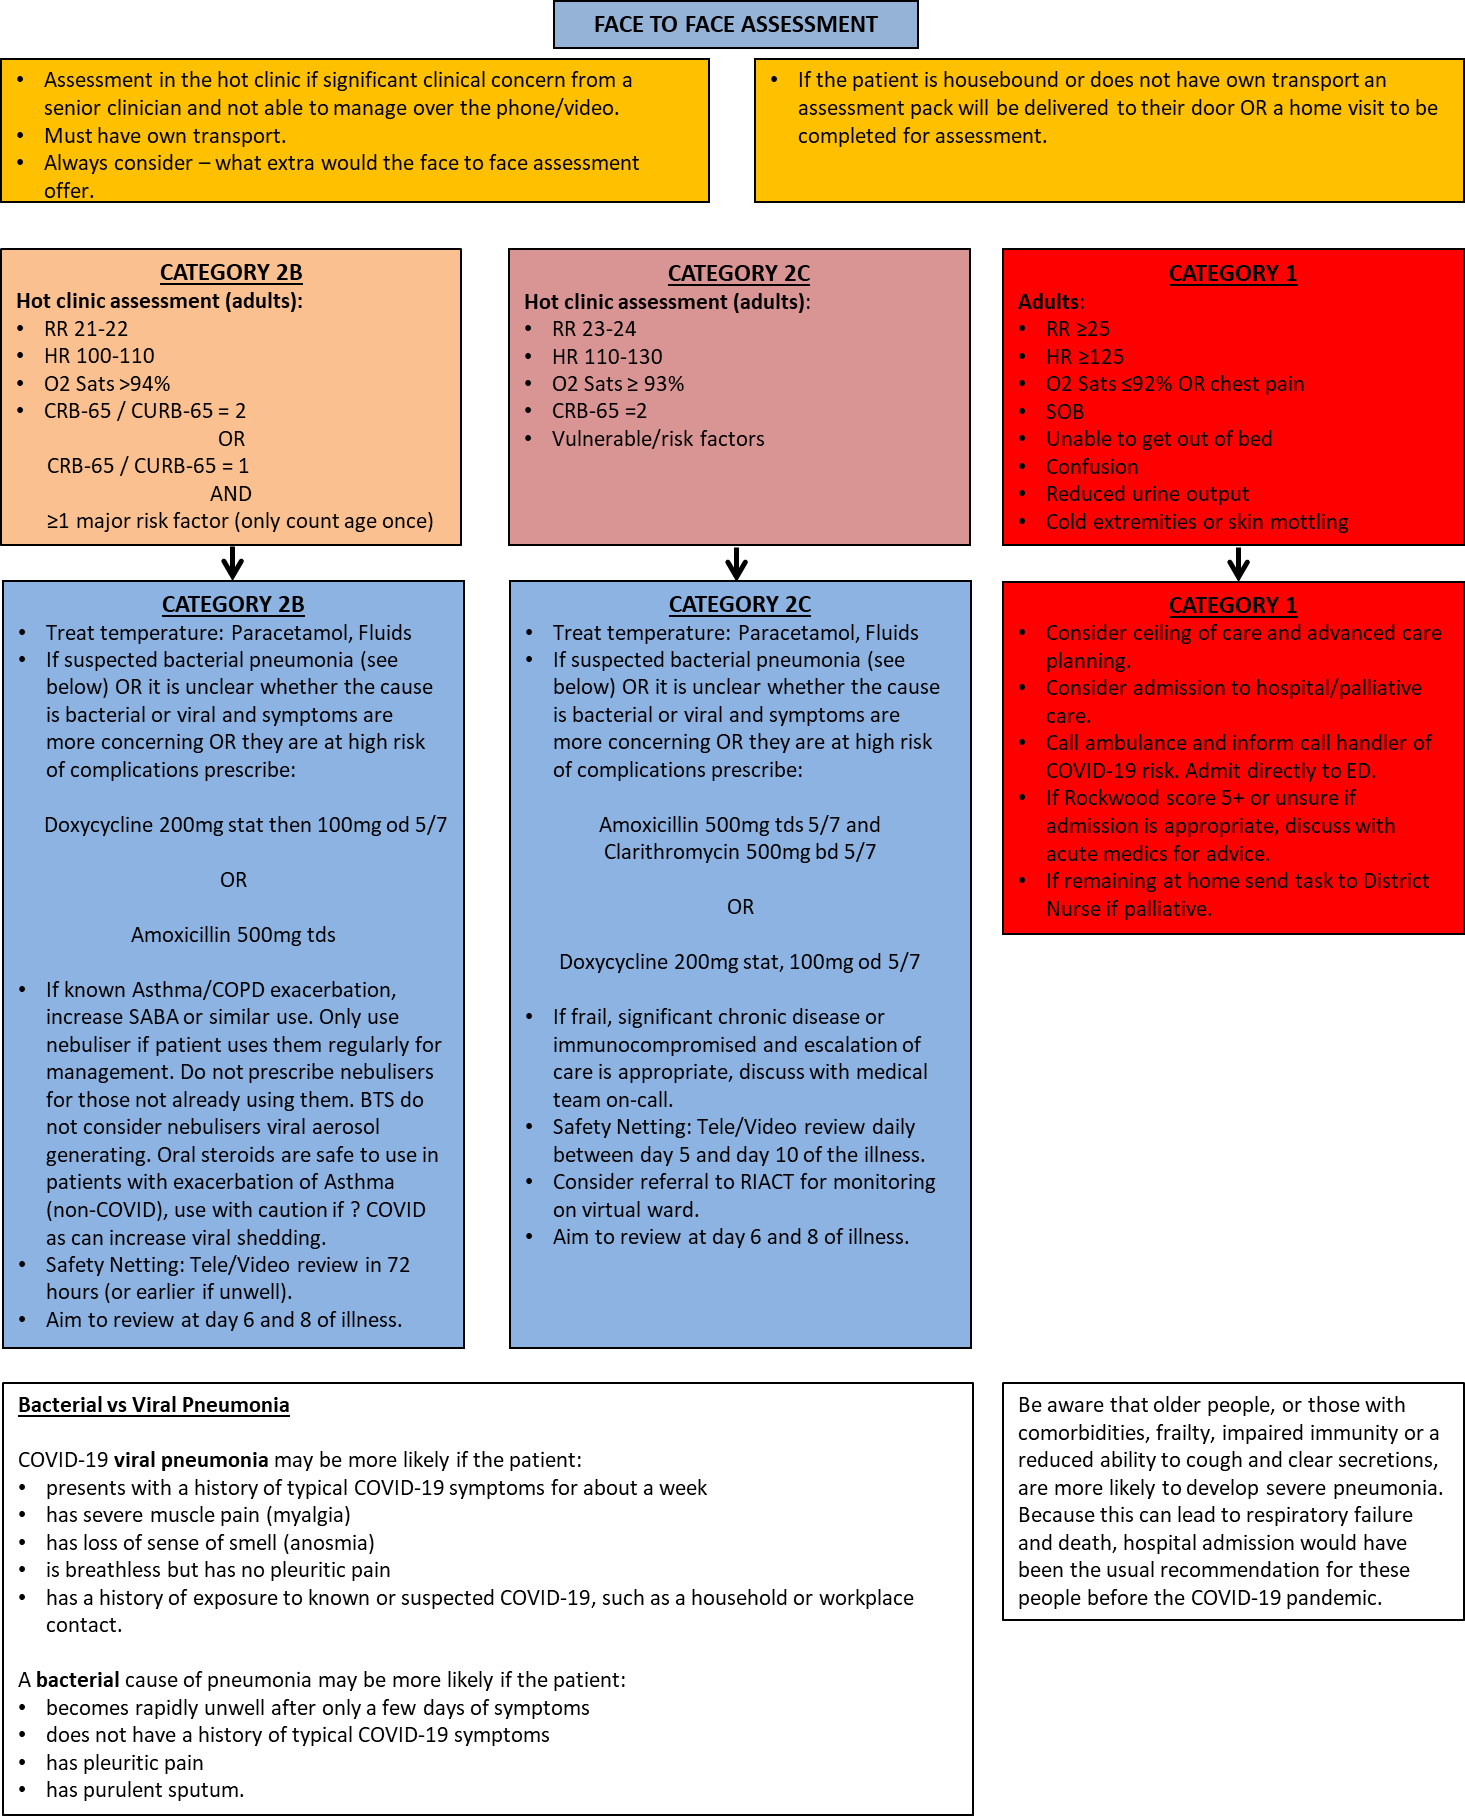 FACE TO FACE ASSESSMENT
• Assessment in the hot clinic if significant clinical concern from a
senior clinician and not able to manage over the phone/video.
• Must have own transport.
• Always consider – what extra would the face to face assessment
offer.
• If the patient is housebound or does not have own transport an
assessment pack will be delivered to their door OR a home visit to be
completed for assessment.
CATEGORY 2B
Hot clinic assessment (adults):
• RR 21-22
• HR 100-110
• O2 Sats >94%
• CRB-65 / CURB-65 = 2
OR
CRB-65 / CURB-65 = 1
AND
≥1 major risk factor (only count age once)
CATEGORY 2C
Hot clinic assessment (adults):
• RR 23-24
• HR 110-130
• O2 Sats ≥ 93%
• CRB-65 =2
• Vulnerable/risk factors
CATEGORY 1
Adults:
• RR ≥25
• HR ≥125
• O2 Sats ≤92% OR chest pain
• SOB
• Unable to get out of bed
• Confusion
• Reduced urine output
• Cold extremities or skin mottling
CATEGORY 2B
• Treat temperature: Paracetamol, Fluids
• If suspected bacterial pneumonia (see
below) OR it is unclear whether the cause
is bacterial or viral and symptoms are
more concerning OR they are at high risk
of complications prescribe:
Doxycycline 200mg stat then 100mg od 5/7
OR
Amoxicillin 500mg tds
• If known Asthma/COPD exacerbation,
increase SABA or similar use. Only use
nebuliser if patient uses them regularly for
management. Do not prescribe nebulisers
for those not already using them. BTS do
not consider nebulisers viral aerosol
generating. Oral steroids are safe to use in
patients with exacerbation of Asthma
(non-COVID), use with caution if ? COVID
as can increase viral shedding.
• Safety Netting: Tele/Video review in 72
hours (or earlier if unwell).
• Aim to review at day 6 and 8 of illness.
CATEGORY 2C
• Treat temperature: Paracetamol, Fluids
• If suspected bacterial pneumonia (see
below) OR it is unclear whether the cause
is bacterial or viral and symptoms are
more concerning OR they are at high risk
of complications prescribe:
Amoxicillin 500mg tds 5/7 and
Clarithromycin 500mg bd 5/7
OR
Doxycycline 200mg stat, 100mg od 5/7
• If frail, significant chronic disease or
immunocompromised and escalation of
care is appropriate, discuss with medical
team on-call.
• Safety Netting: Tele/Video review daily
between day 5 and day 10 of the illness.
• Consider referral to RIACT for monitoring
on virtual ward.
• Aim to review at day 6 and 8 of illness.
CATEGORY 1
• Consider ceiling of care and advanced care
planning.
• Consider admission to hospital/palliative
care.
• Call ambulance and inform call handler of
COVID-19 risk. Admit directly to ED.
• If Rockwood score 5+ or unsure if
admission is appropriate, discuss with
acute medics for advice.
• If remaining at home send task to District
Nurse if palliative.
Bacterial vs Viral Pneumonia
COVID-19 viral pneumonia may be more likely if the patient:
• presents with a history of typical COVID-19 symptoms for about a week
• has severe muscle pain (myalgia)
• has loss of sense of smell (anosmia)
• is breathless but has no pleuritic pain
• has a history of exposure to known or suspected COVID-19, such as a household or workplace
contact.
A bacterial cause of pneumonia may be more likely if the patient:
• becomes rapidly unwell after only a few days of symptoms
• does not have a history of typical COVID-19 symptoms
• has pleuritic pain
• has purulent sputum.
Be aware that older people, or those with
comorbidities, frailty, impaired immunity or a
reduced ability to cough and clear secretions,
are more likely to develop severe pneumonia.
Because this can lead to respiratory failure
and death, hospital admission would have
been the usual recommendation for these
people before the COVID-19 pandemic.